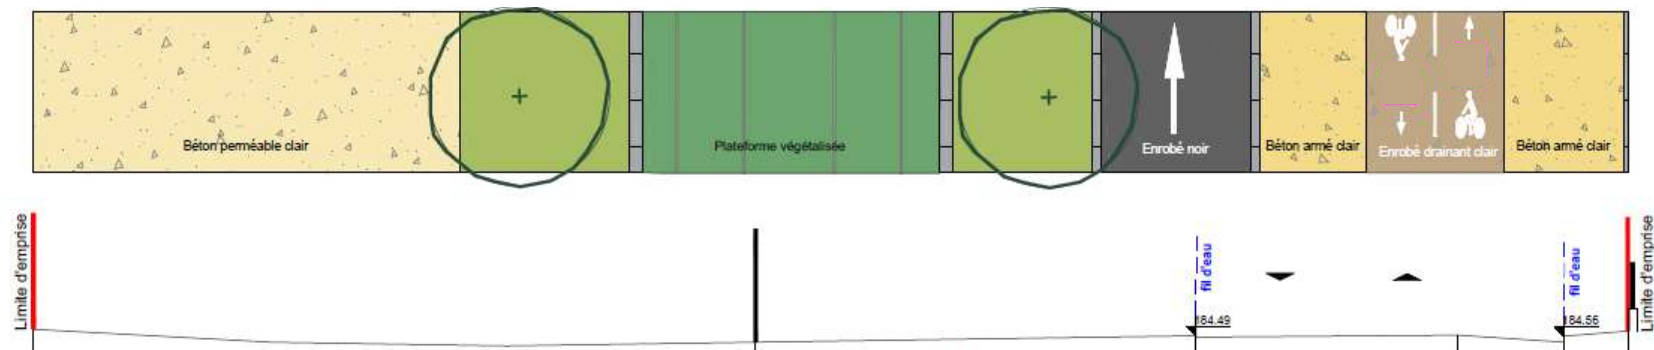 Béton perméable clair
Plateforme végétalisée
Enrobé noir
Béton armé clair
Enrobé drainant clair
Béton armé clair
Limite d'emprise
fil d'eau
184.49
fil d'eau
184.56
Limite d'emprise